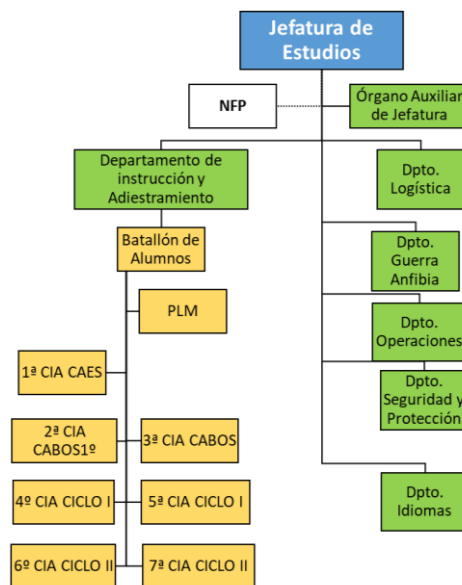 Jefatura de
Estudios
NFP
Órgano Auxiliar
de Jefatura
Departamento de
instrucción y
Adiestramiento
Dpto.
Logística
Batallón de
Alumnos
Dpto.
Guerra
Anfibia
PLM
Dpto.
Operaciones
1ª CIA CAES
Dpto.
Seguridad y
Protección
2ª CIA
CABOS1º
3ª CIA CABOS
4º CIA CICLO I
5ª CIA CICLO I
Dpto.
Idiomas
6º CIA CICLO II
7ª CIA CICLO II